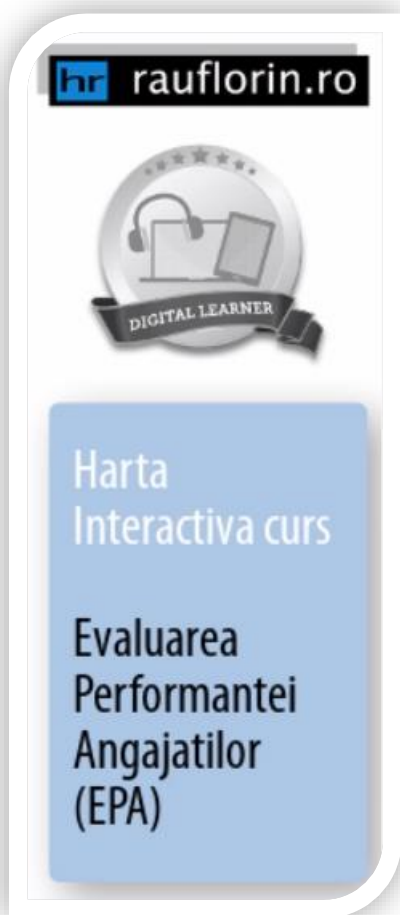 hr rauflorin.ro
DIGITAL LEARNER
Harta
Interactiva curs
Evaluarea
Performantei
Angajatilor
(EPA)